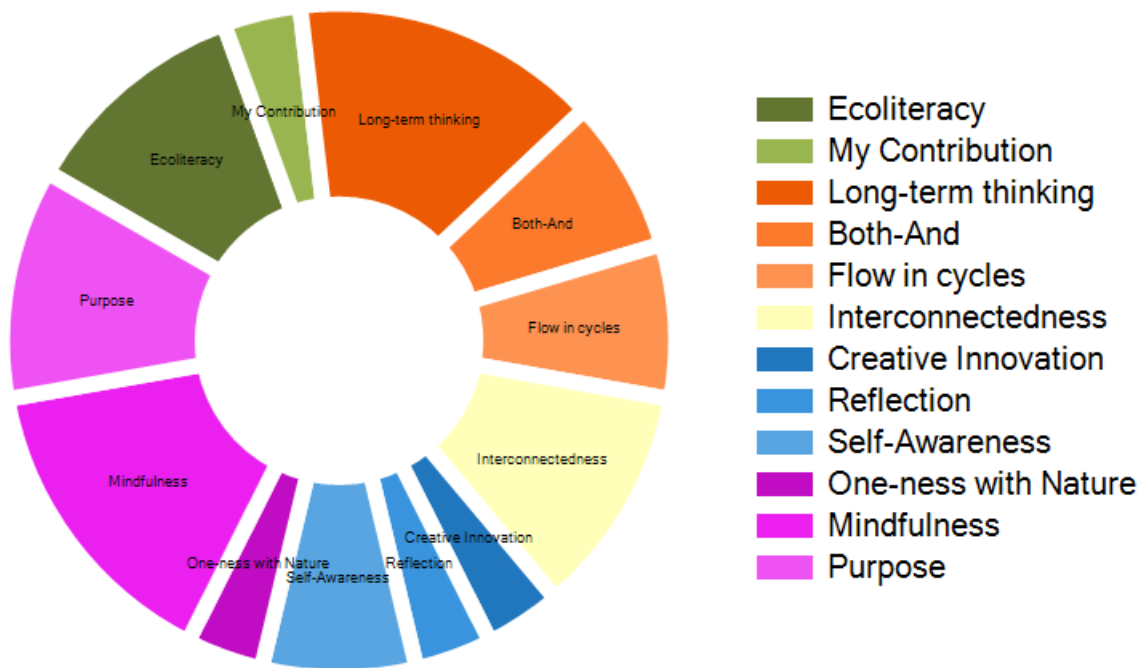 My Contribution
Long-term thinking
Ecoliteracy
Both-And
Purpose
Flow in cycles
Interconnectedness
Mindfulness
Creative Innovation
One-ness with Nature
Reflection
Self-Awareness
Ecoliteracy
My Contribution
Long-term thinking
Both-And
Flow in cycles
Interconnectedness
Creative Innovation
Reflection
Self-Awareness
One-ness with Nature
Mindfulness
Purpose